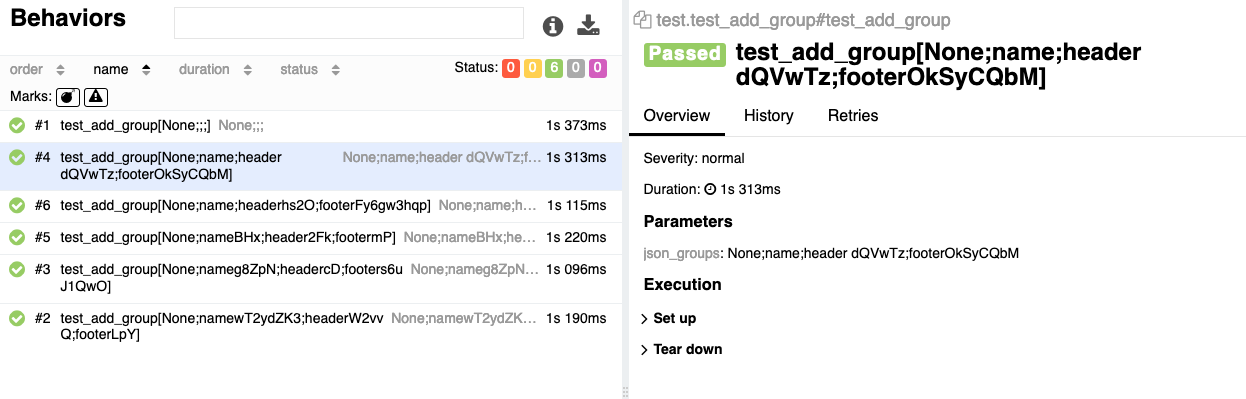 Behaviors
order name duration status Status: 0 0 6 0 0
Marks:
#1 test_add_group[None;;;] None;;; 1s 373ms
#4 test_add_group[None;name;header None;name;header dQVwTz;f… 1s 313ms
dQVwTz;footerOkSyCQbM]
#6 test_add_group[None;name;headerhs2O;footerFy6gw3hqp] None;name;h… 1s 115ms
#5 test_add_group[None;nameBHx;header2Fk;footermP] None;nameBHx;he… 1s 220ms
#3 test_add_group[None;nameg8ZpN;headercD;footers6u None;nameg8ZpN… 1s 096ms
J1QwO]
#2 test_add_group[None;namewT2ydZK3;headerW2vv None;namewT2ydZK… 1s 190ms
Q;footerLpY]
test.test_add_group#test_add_group
Passed test_add_group[None;name;header
dQVwTz;footerOkSyCQbM]
Overview History Retries
Severity: normal
Duration: 1s 313ms
Parameters
json_groups: None;name;header dQVwTz;footerOkSyCQbM
Execution
Set up
Tear down